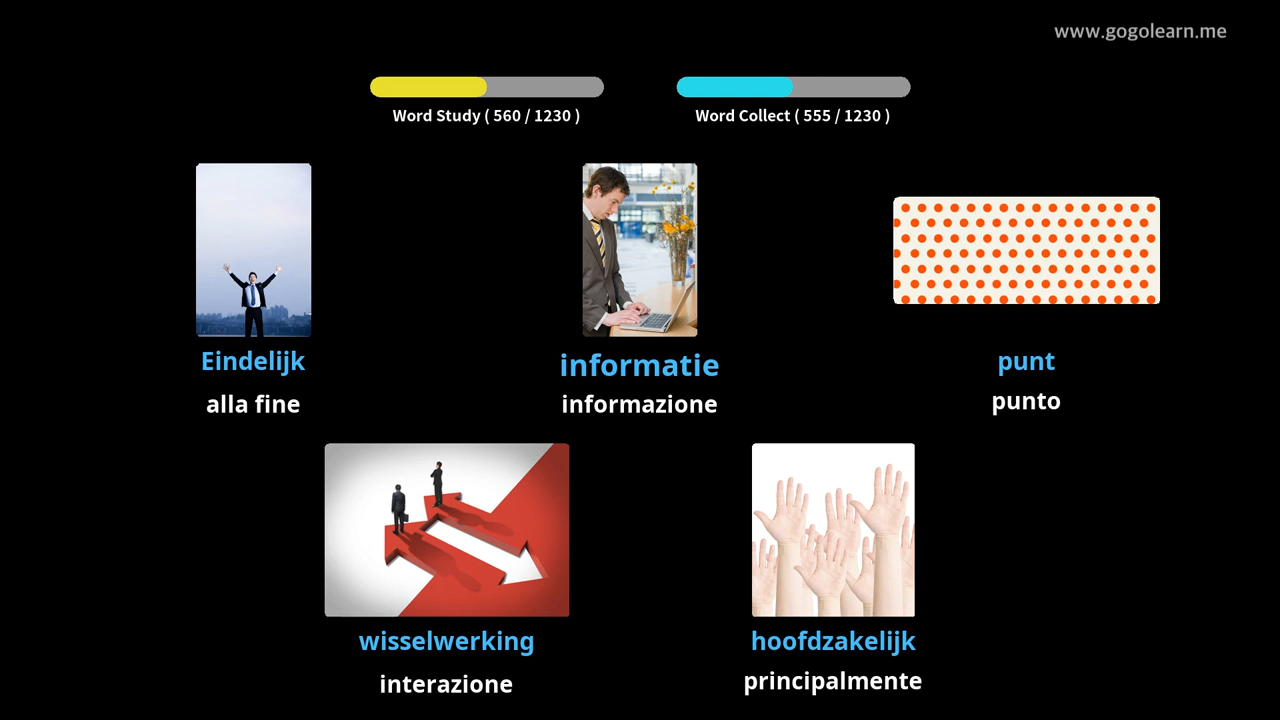 www.gogolearn.me
Word Study ( 560 / 1230 )
Word Collect ( 555 / 1230 )
Eindelijk
alla fine
informatie
informazione
punt
punto
wisselwerking
interazione
hoofdzakelijk
principalmente